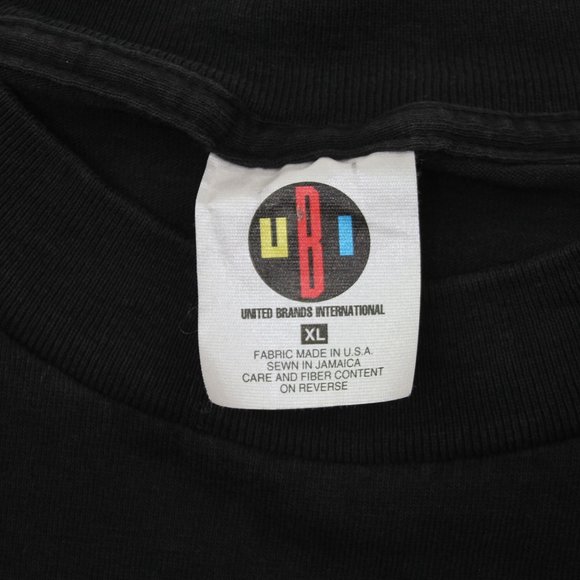 UBI
UNITED BRANDS INTERNATIONAL
XL
FABRIC MADE IN U.S.A.
SEWN IN JAMAICA
CARE AND FIBER CONTENT
ON REVERSE